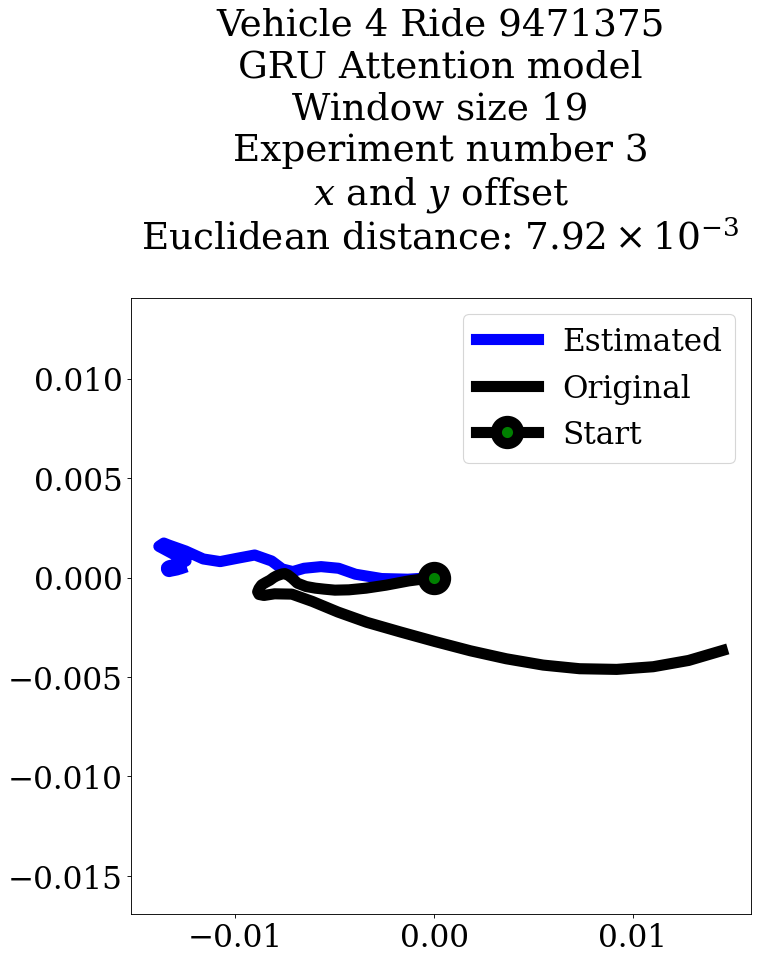 Vehicle 4 Ride 9471375
GRU Attention model
Window size 19
Experiment number 3
x and y offset
Euclidean distance: 7.92 × 10⁻³
Estimated
Original
Start
0.010
0.005
0.000
−0.005
−0.010
−0.015
−0.01 0.00 0.01